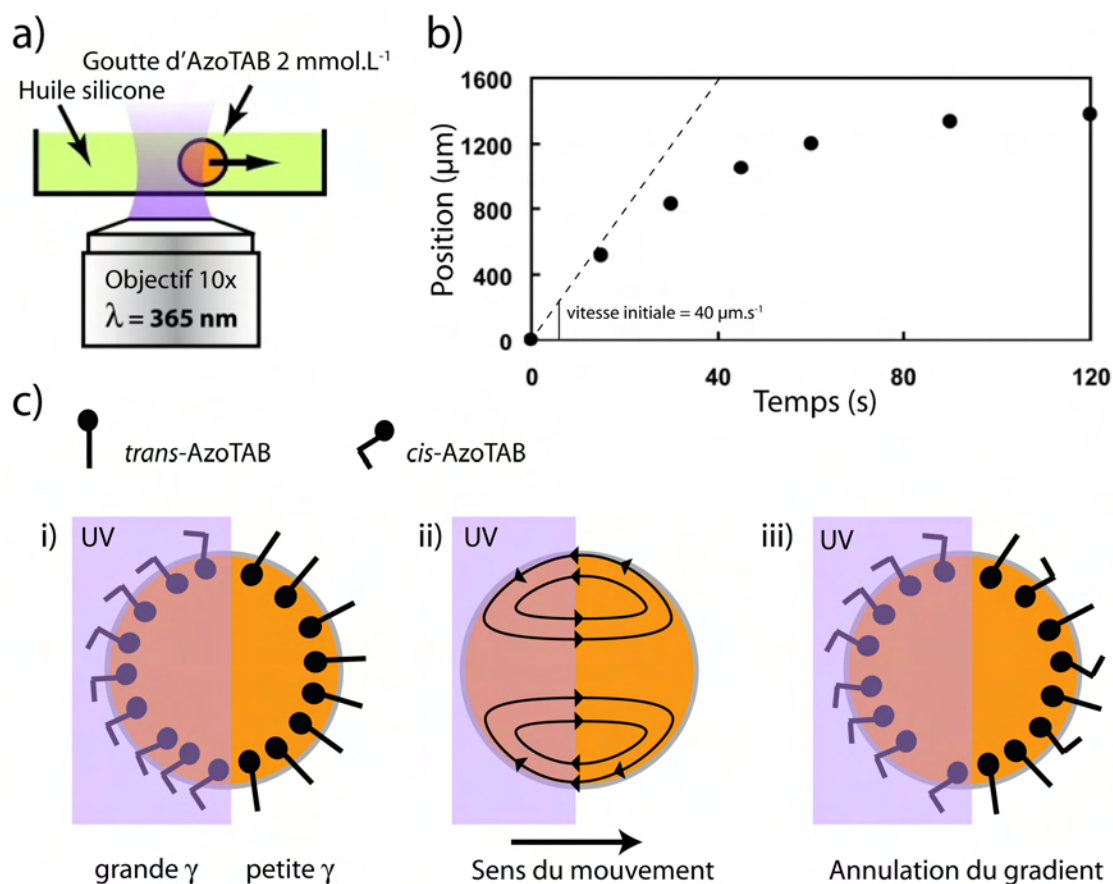 a)
Goutte d'AzoTAB 2 mmol.L⁻¹
Huile silicone
Objectif 10x
λ = 365 nm
b)
Position (µm)
1600
1200
800
400
0
vitesse initiale = 40 µm.s⁻¹
0 40 80 120
Temps (s)
c)
trans-AzoTAB cis-AzoTAB
i) UV ii) UV iii) UV
grande γ petite γ Sens du mouvement Annulation du gradient